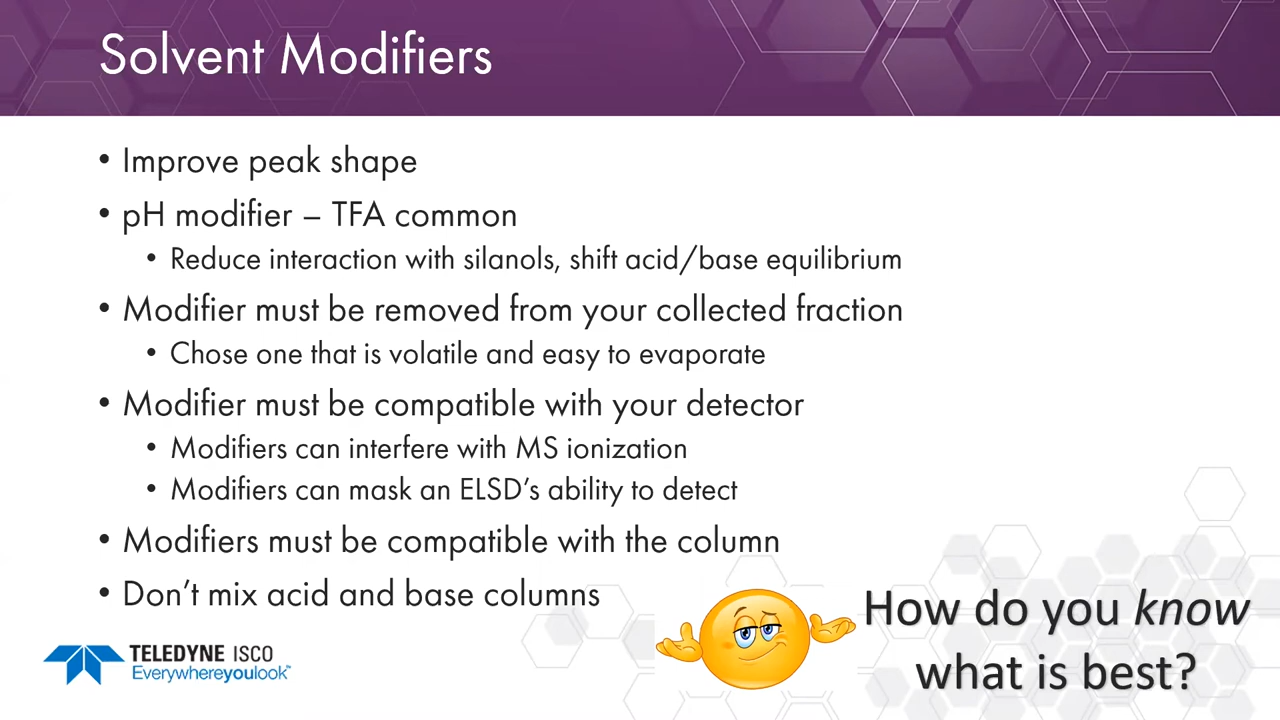 Solvent Modifiers
• Improve peak shape
• pH modifier – TFA common
• Reduce interaction with silanols, shift acid/base equilibrium
• Modifier must be removed from your collected fraction
• Chose one that is volatile and easy to evaporate
• Modifier must be compatible with your detector
• Modifiers can interfere with MS ionization
• Modifiers can mask an ELSD’s ability to detect
• Modifiers must be compatible with the column
• Don’t mix acid and base columns
How do you know
what is best?
TELEDYNE ISCO
Everywhereyoulook™